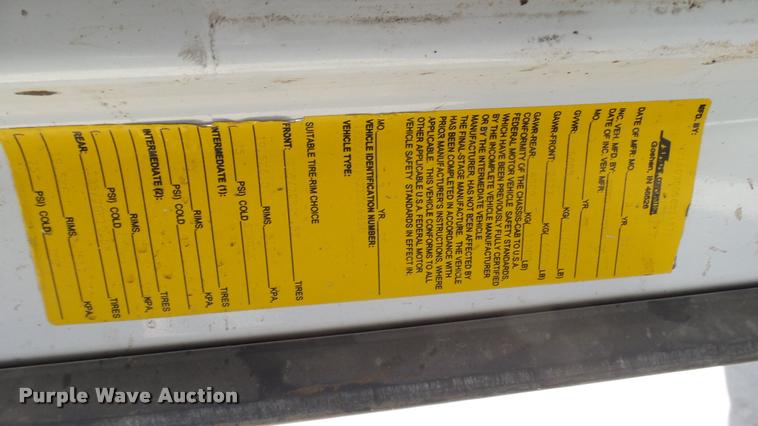 MFD. BY:
Goshen, IN 46528
DATE OF MFR: MO. YR
INC. VEH. MFD. BY:
DATE OF INC. VEH. MFR:
MO. YR
GVWR: KG( LB)
GAWR-FRONT: KG( LB)
GAWR-REAR: KG( LB)
CONFORMITY OF THE CHASSIS-CAB TO U.S.A.
FEDERAL MOTOR VEHICLE SAFETY STANDARDS,
WHICH HAVE BEEN PREVIOUSLY FULLY CERTIFIED
BY THE INCOMPLETE VEHICLE MANUFACTURER
OR BY THE INTERMEDIATE VEHICLE
MANUFACTURER, HAS NOT BEEN AFFECTED BY
THE FINAL-STAGE MANUFACTURE. THE VEHICLE
HAS BEEN COMPLETED IN ACCORDANCE WITH
PRIOR MANUFACTURER'S INSTRUCTIONS, WHERE
APPLICABLE. THIS VEHICLE CONFORMS TO ALL
OTHER APPLICABLE U.S.A. FEDERAL MOTOR
VEHICLE SAFETY STANDARDS IN EFFECT IN:
MO. YR.
VEHICLE IDENTIFICATION NUMBER:
VEHICLE TYPE:
SUITABLE TIRE-RIM CHOICE
FRONT: TIRES
RIMS, KPA,
( PSI) COLD
INTERMEDIATE (1): TIRES
RIMS, KPA,
( PSI) COLD
INTERMEDIATE (2): TIRES
RIMS, KPA,
( PSI) COLD
REAR: TIRES
RIMS, KPA,
( PSI) COLD
Purple Wave Auction